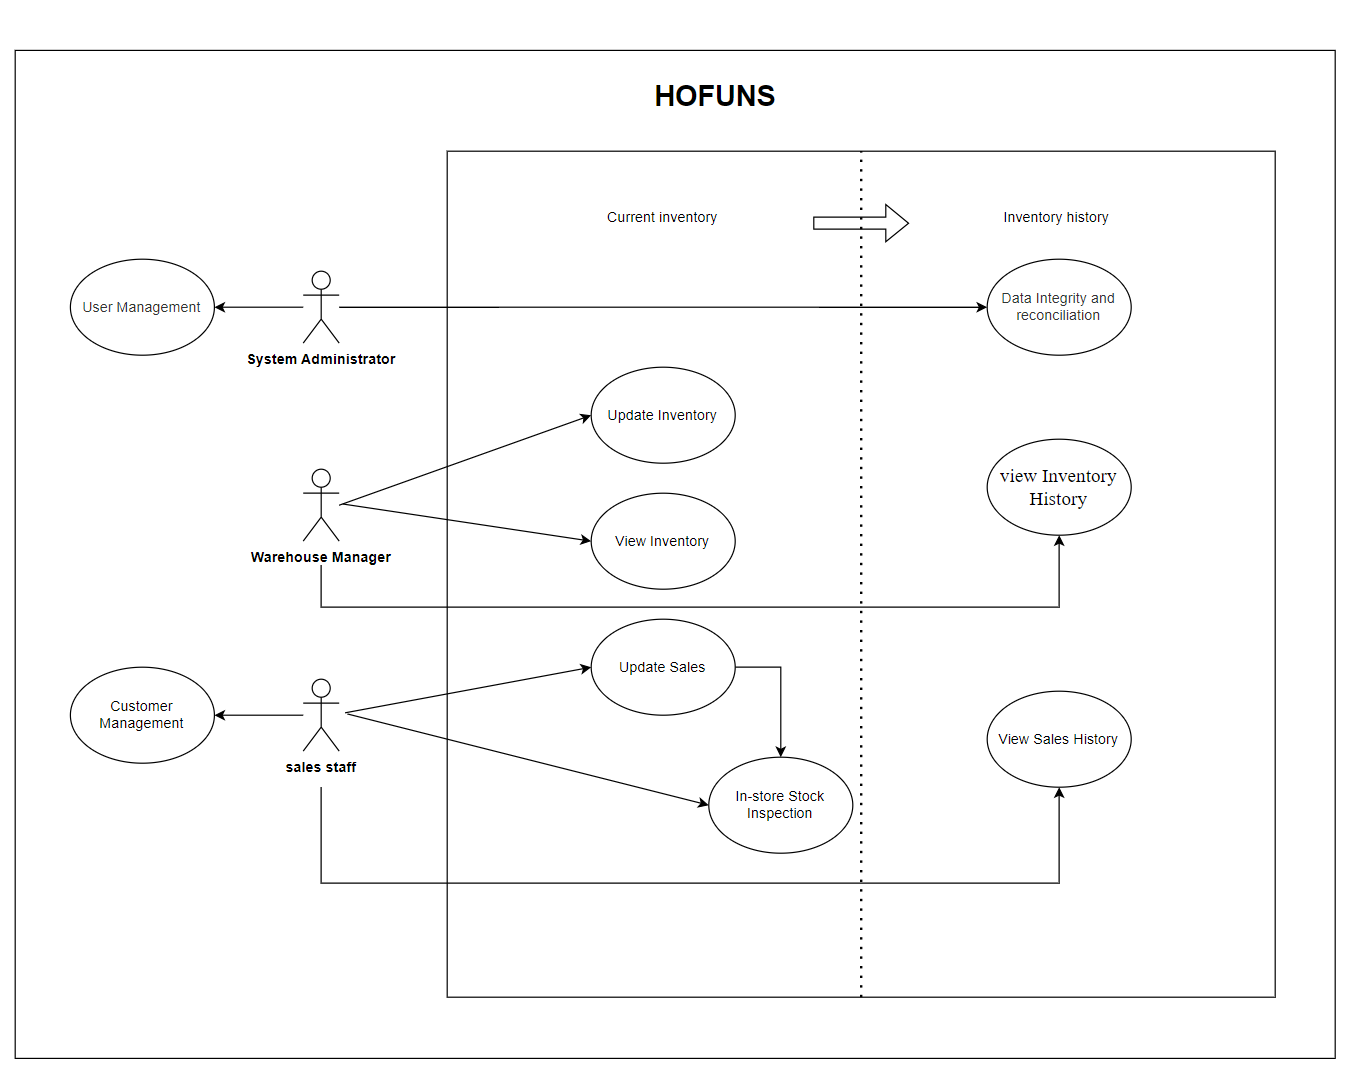 HOFUNS
Current inventory
Inventory history
User Management
System Administrator
Data Integrity and
reconciliation
Update Inventory
view Inventory
History
Warehouse Manager
View Inventory
Update Sales
Customer
Management
sales staff
View Sales History
In-store Stock
Inspection